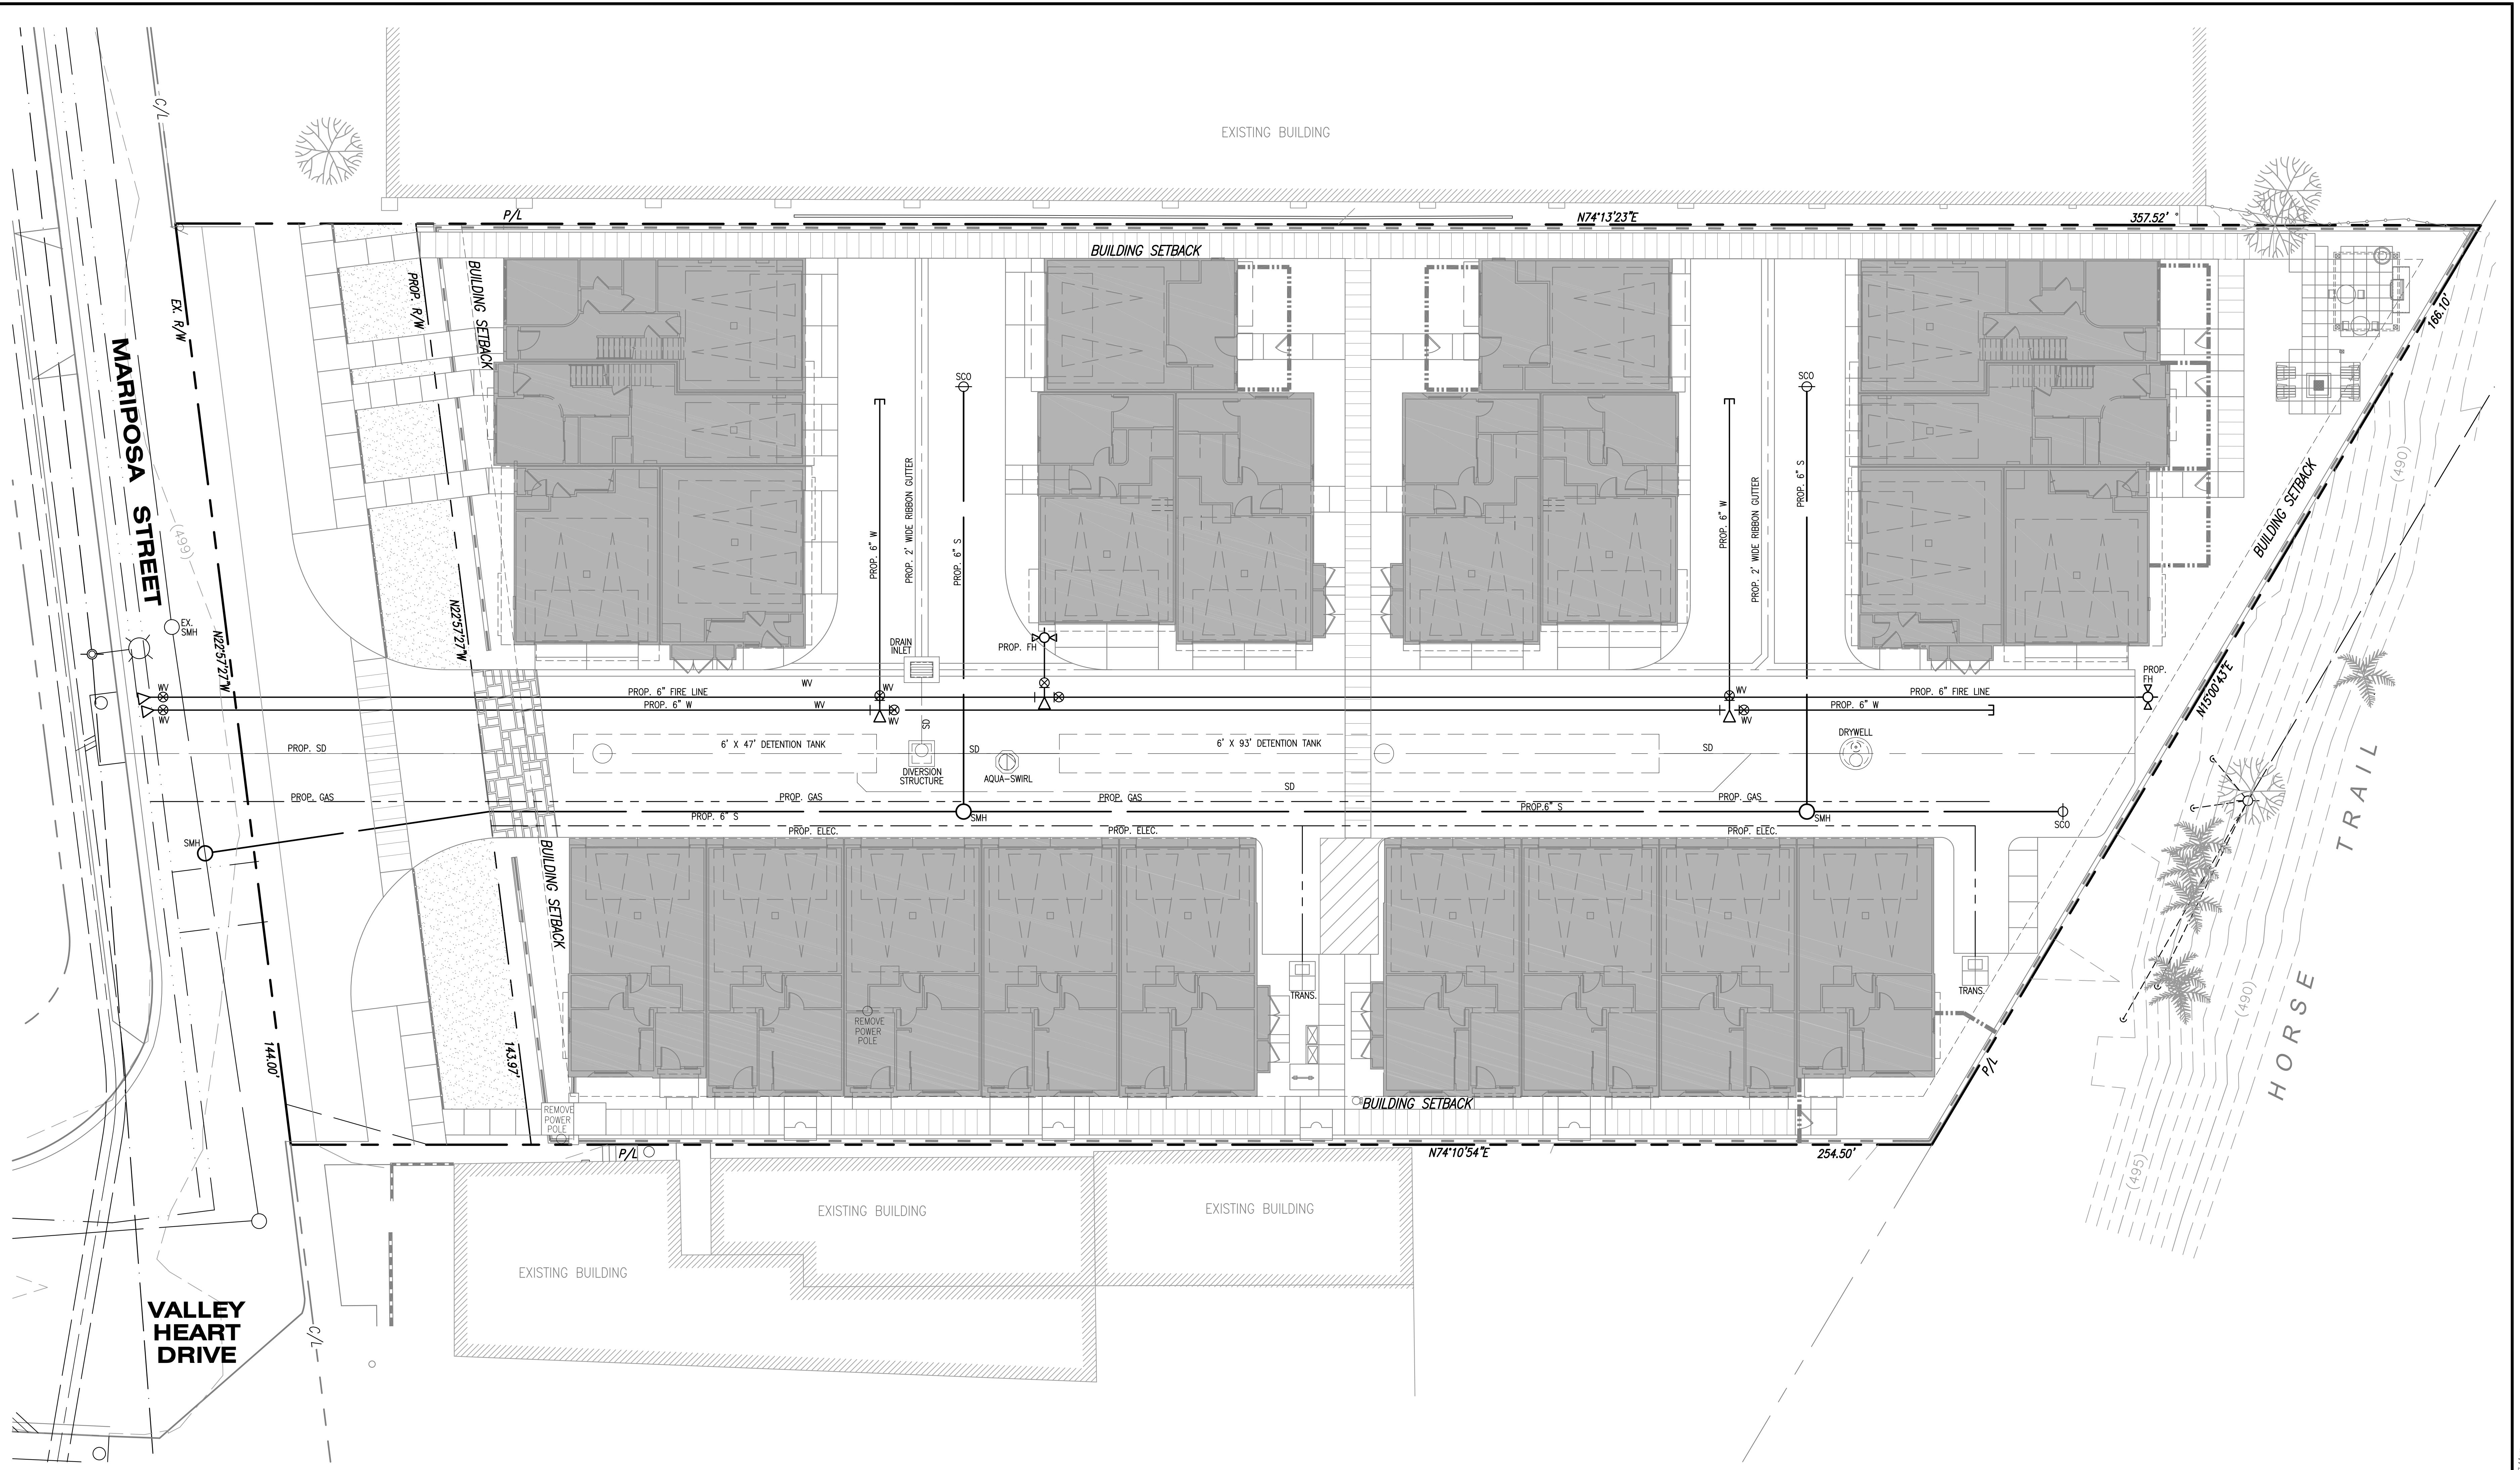 C/L
EXISTING BUILDING
P/L
N74°13'23"E
357.52'
BUILDING SETBACK
BUILDING SETBACK
PROP. R/W
EX. R/W
166.10'
MARIPOSA STREET
(499)
SCO
SCO
(490)
PROP. 6" W
PROP. 2' WIDE RIBBON GUTTER
PROP. 6" S
PROP. 6" W
PROP. 2' WIDE RIBBON GUTTER
PROP. 6" S
BUILDING SETBACK
EX.
SMH
N22°57'27"W
N22°57'27"W
DRAIN
INLET
PROP. FH
PROP.
FH
N15°00'43"E
WV
PROP. 6" FIRE LINE
WV
WV
WV
PROP. 6" FIRE LINE
WV
PROP. 6" W
WV
WV
WV
PROP. 6" W
SD
DRYWELL
PROP. SD
6' X 47' DETENTION TANK
SD
6' X 93' DETENTION TANK
SD
DIVERSION
STRUCTURE
AQUA-SWIRL
SD
HORSE TRAIL
PROP. GAS
PROP. GAS
PROP. GAS
PROP. GAS
PROP. 6" S
SMH
PROP.6" S
SMH
SCO
PROP. ELEC.
PROP. ELEC.
PROP. ELEC.
SMH
BUILDING SETBACK
TRANS.
TRANS.
REMOVE
POWER
POLE
(490)
144.00'
143.97'
P/L
REMOVE
POWER
POLE
BUILDING SETBACK
P/L
N74°10'54"E
254.50'
(495)
EXISTING BUILDING
EXISTING BUILDING
EXISTING BUILDING
VALLEY
HEART
DRIVE
C/L